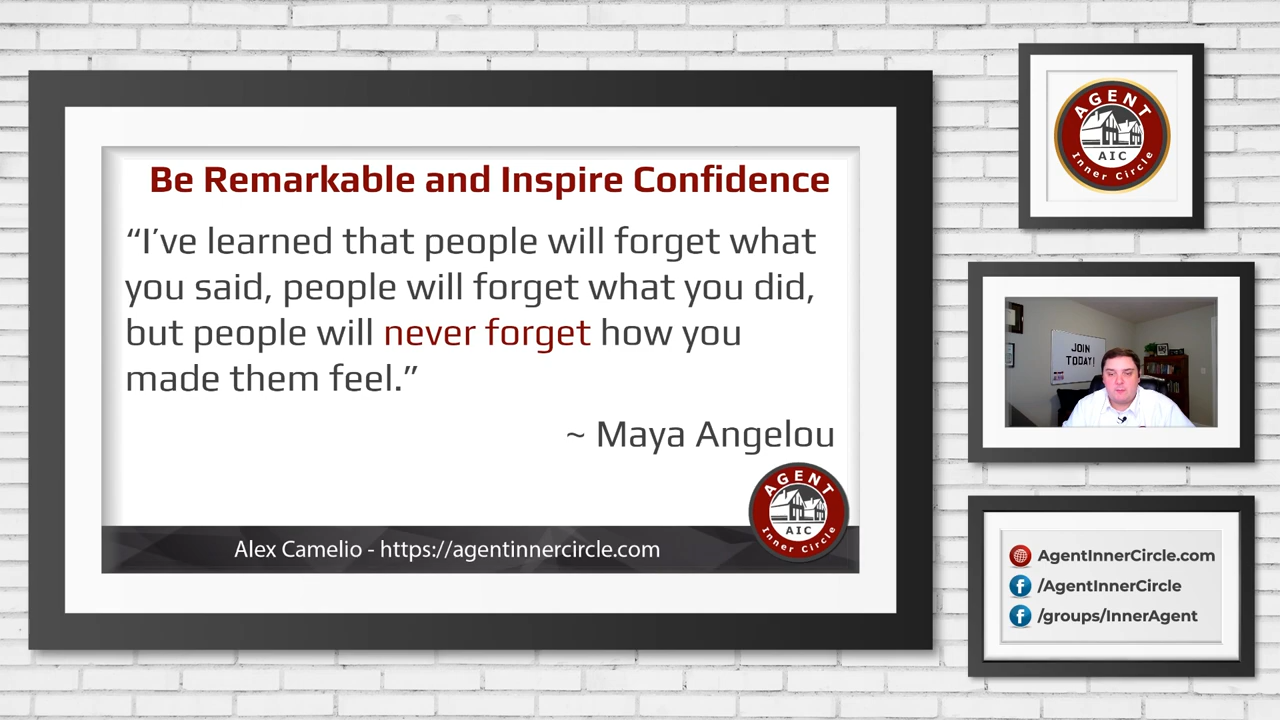 Be Remarkable and Inspire Confidence
“I’ve learned that people will forget what
you said, people will forget what you did,
but people will never forget how you
made them feel.”
~ Maya Angelou
AGENT
AIC
Inner Circle
Alex Camelio - https://agentinnercircle.com
AGENT
AIC
Inner Circle
JOIN
TODAY!
AgentInnerCircle.com
/AgentInnerCircle
/groups/InnerAgent